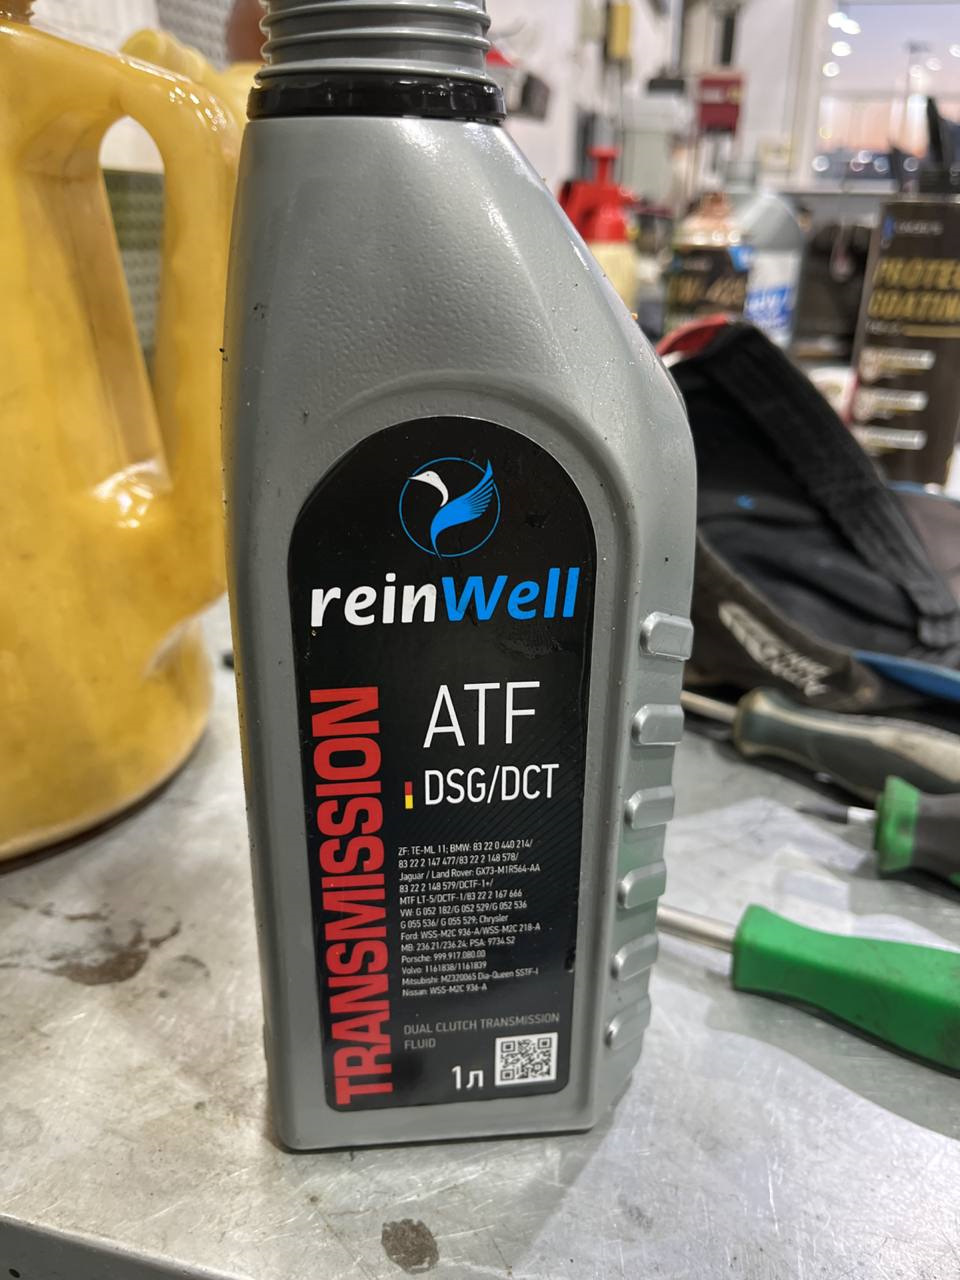 reinWell
TRANSMISSION
ATF
DSG/DCT
ZF: TE-ML 11; BMW: 83 22 0 440 214/
83 22 2 147 477/83 22 2 148 578/
Jaguar / Land Rover: GX73-M1R564-AA
83 22 2 148 579/DCTF-1+/
MTF LT-5/DCTF-1/83 22 2 167 666
VW: G 052 182/G 052 529/G 052 536
G 055 536/ G 055 529; Chrysler
Ford: WSS-M2C 936-A/WSS-M2C 218-A
MB: 236.21/236.24; PSA: 9734.S2
Porsche: 999.917.080.00
Volvo: 1161838/1161839
Mitsubishi: MZ320065 Dia-Queen SSTF-I
Nissan: WSS-M2C 936-A
DUAL CLUTCH TRANSMISSION
FLUID
1л
PROTEC
COATIN